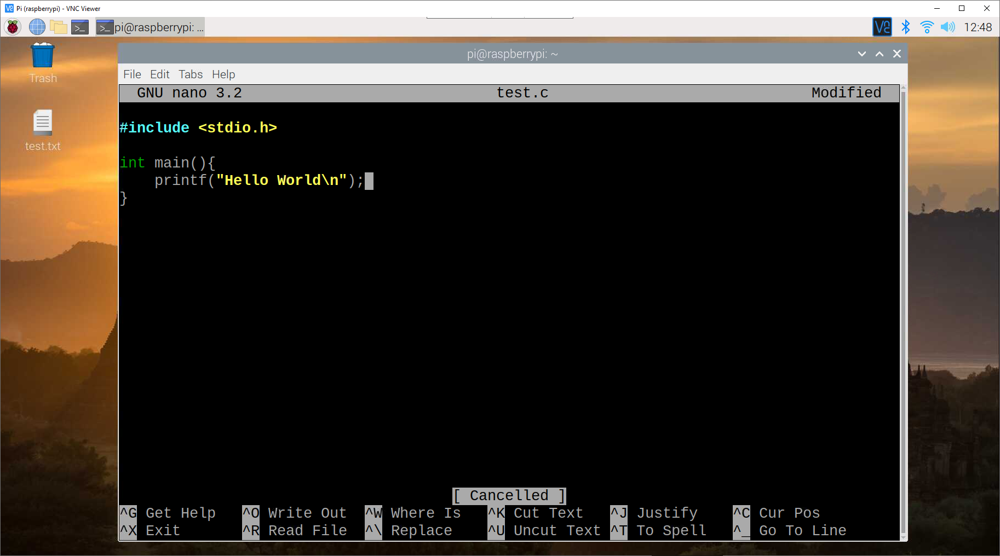 Pi (raspberrypi) - VNC Viewer
pi@raspberrypi: ...
12:48
Trash
test.txt
pi@raspberrypi: ~
File Edit Tabs Help
GNU nano 3.2 test.c Modified
#include <stdio.h>
int main(){
    printf("Hello World\n");
}
[ Cancelled ]
^G Get Help ^O Write Out ^W Where Is ^K Cut Text ^J Justify ^C Cur Pos
^X Exit ^R Read File ^\ Replace ^U Uncut Text ^T To Spell ^_ Go To Line